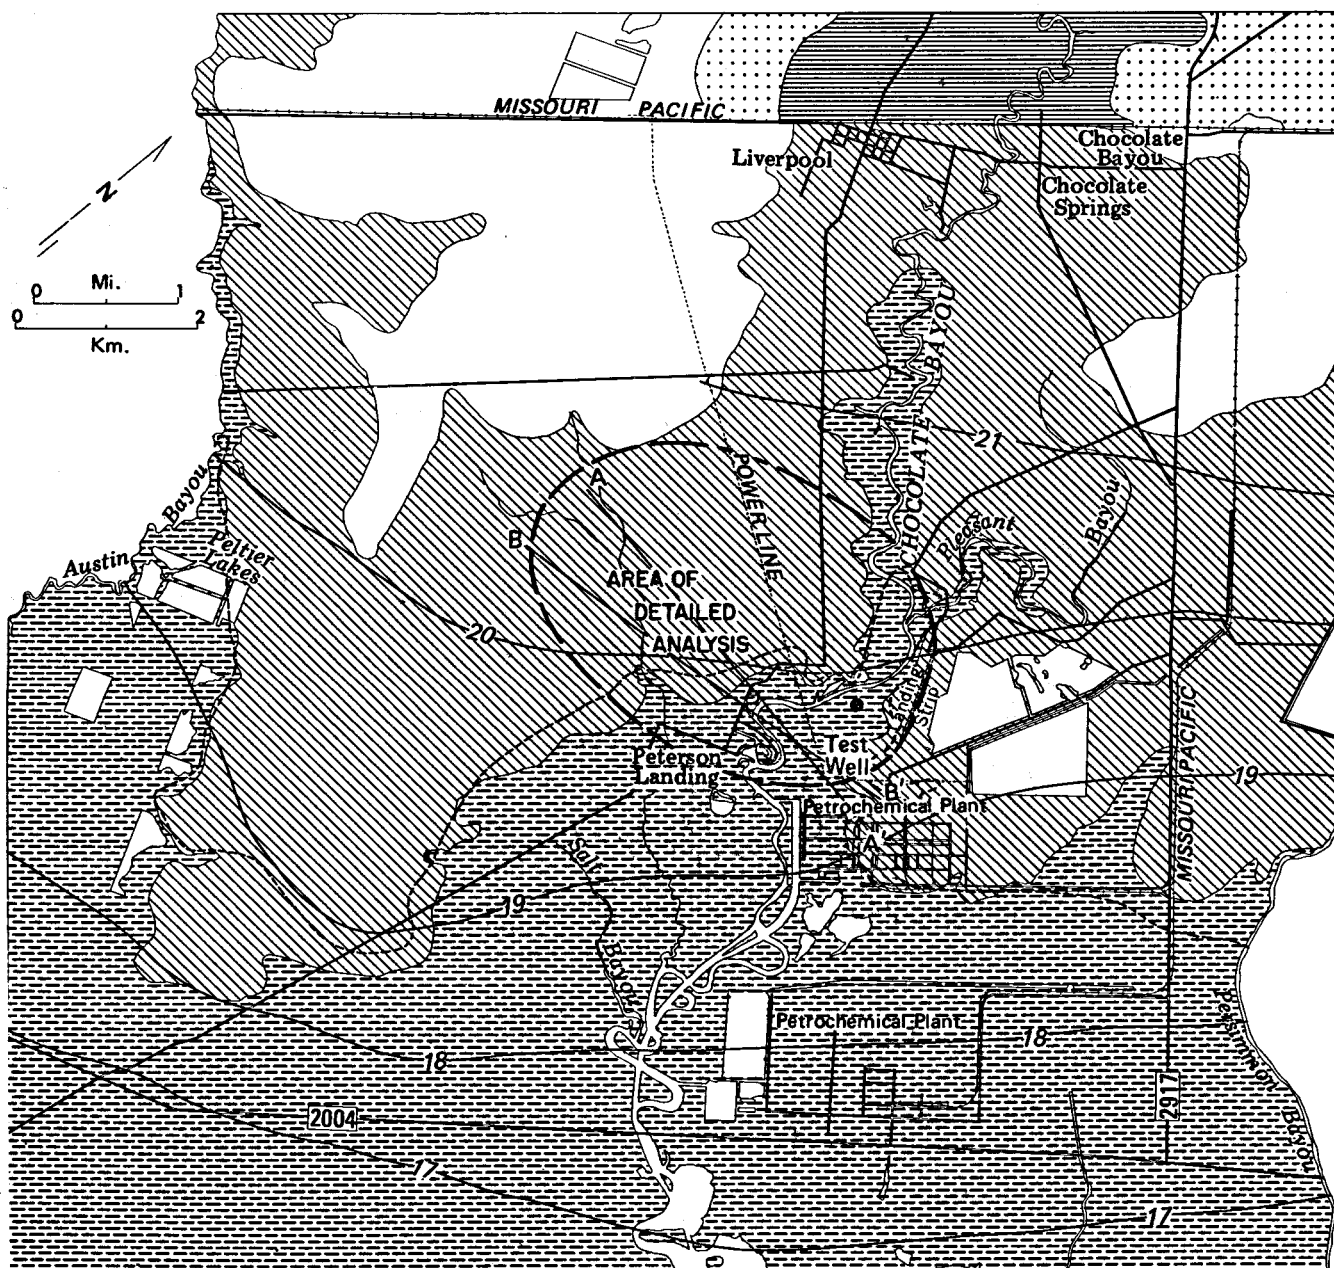 MISSOURI PACIFIC
Liverpool
Chocolate
Bayou
Chocolate
Springs
N
0 Mi. 1
0 2
Km.
CHOCOLATE BAYOU
21
POWER LINE
A
B
Bayou
Austin
Peltier
Lakes
Pleasant
Bayou
AREA OF
DETAILED
ANALYSIS
20
Landing
Strip
MISSOURI PACIFIC
Test
Well
Peterson
Landing
B'
19
Petrochemical Plant
A'
Salt
Bayou
19
Petrochemical Plant
18
18
Persimmon
Bayou
2917
2004
17
17